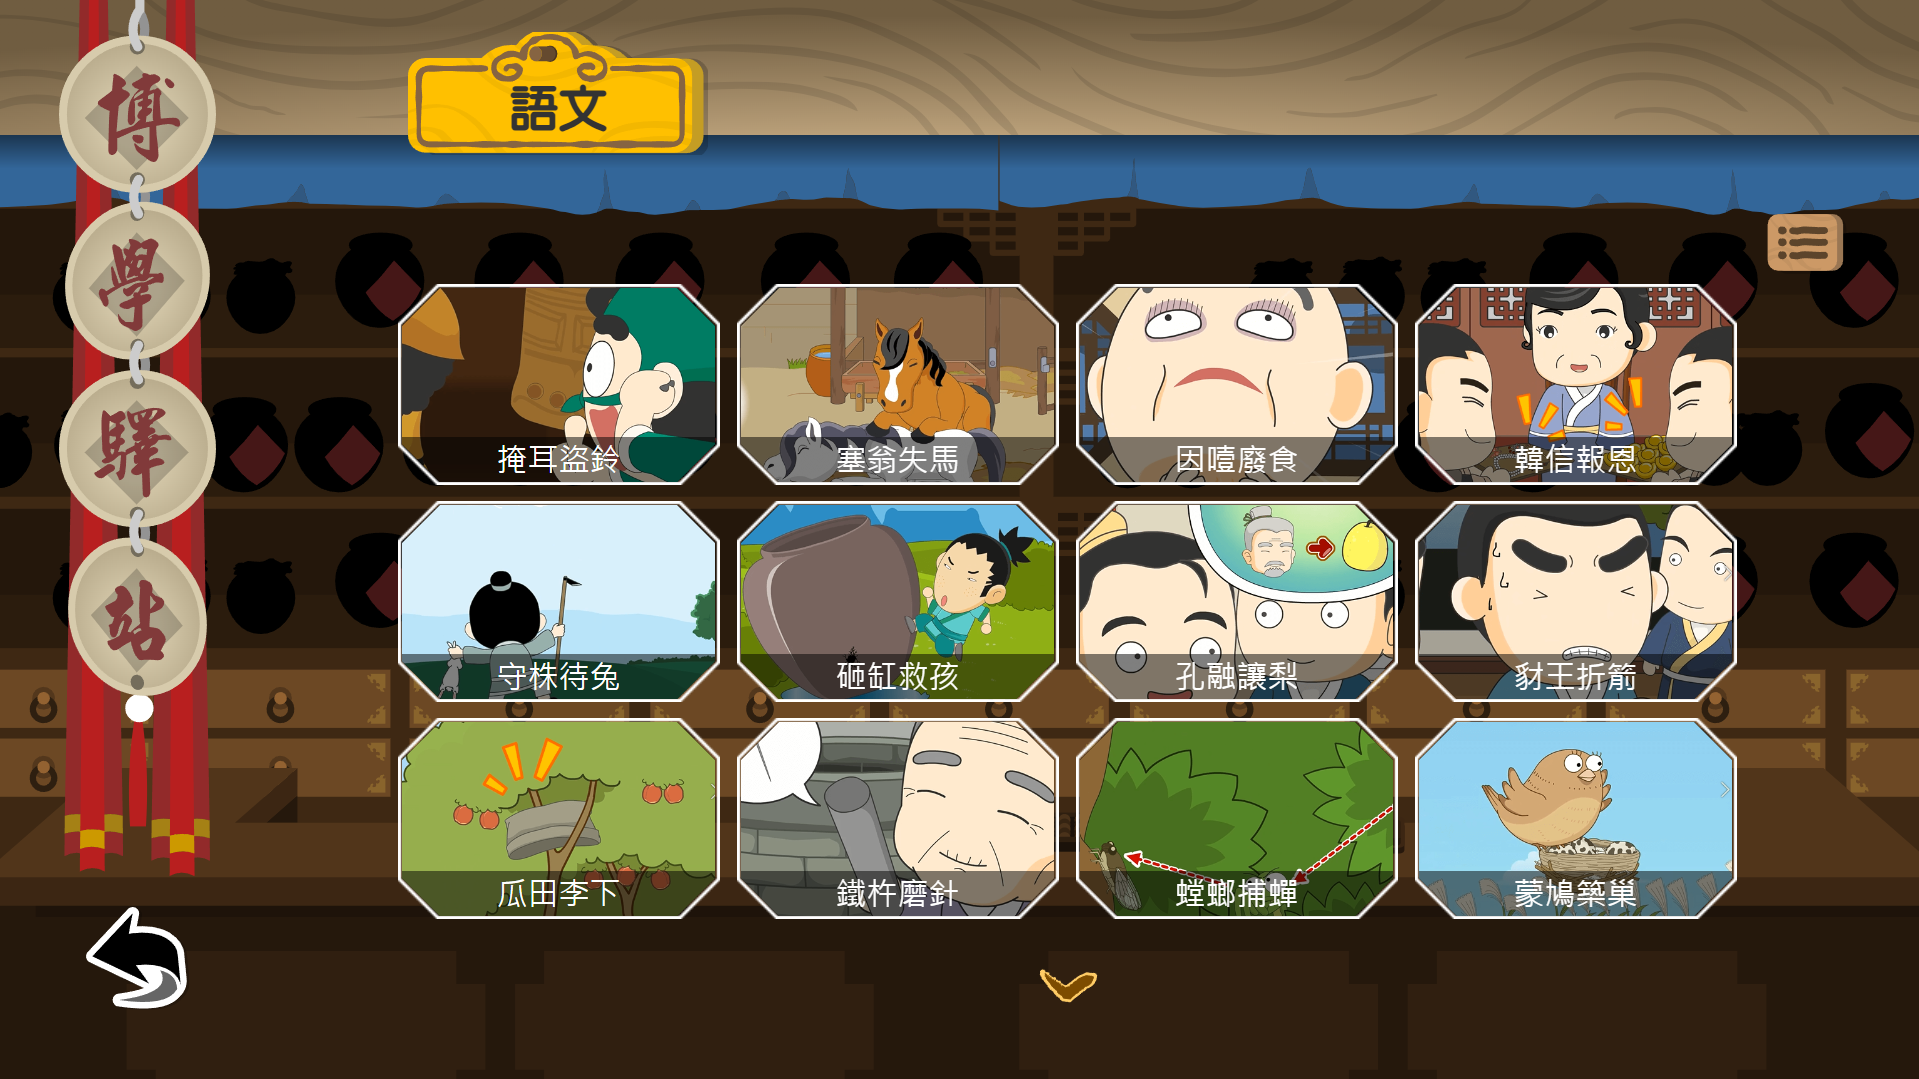 博
學
驛
站
語文
掩耳盜鈴
塞翁失馬
因噎廢食
韓信報恩
守株待兔
砸缸救孩
孔融讓梨
豺王折箭
瓜田李下
鐵杵磨針
螳螂捕蟬
蒙鳩築巢